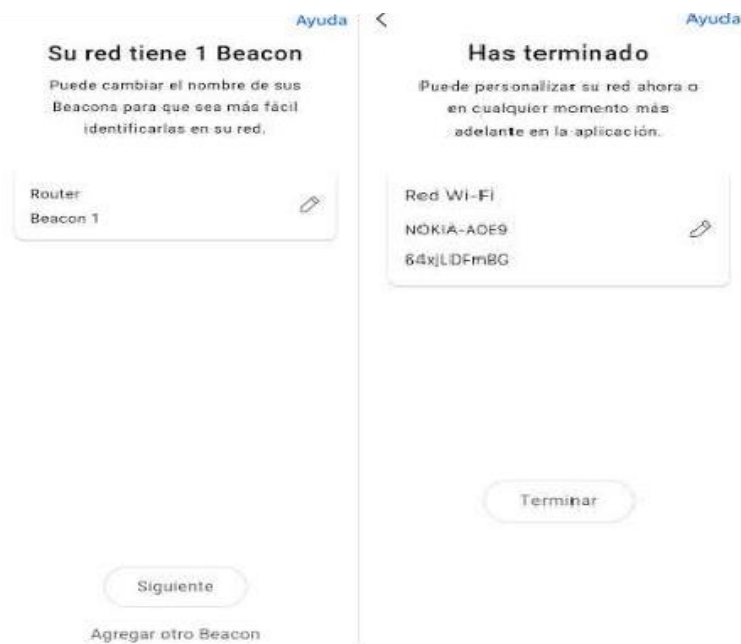 Ayuda
Su red tiene 1 Beacon
Puede cambiar el nombre de sus
Beacons para que sea más fácil
identificarlas en su red.
Router
Beacon 1
Siguiente
Agregar otro Beacon
Ayuda
Has terminado
Puede personalizar su red ahora o
en cualquier momento más
adelante en la aplicación.
Red Wi-Fi
NOKIA-A0E9
Terminar